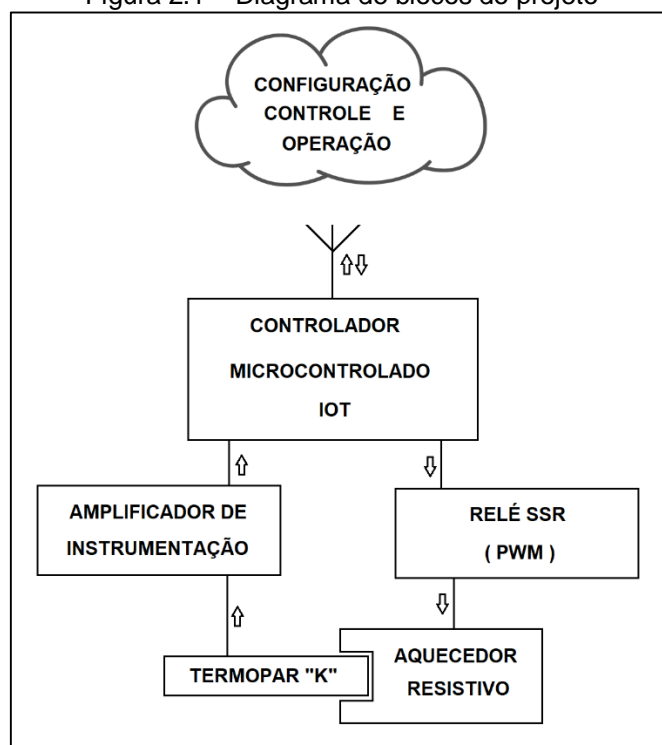 Figura 2.1 – Diagrama de blocos do projeto
CONFIGURAÇÃO
CONTROLE E
OPERAÇÃO
CONTROLADOR
MICROCONTROLADO
IOT
AMPLIFICADOR DE
INSTRUMENTAÇÃO
RELÉ SSR
( PWM )
TERMOPAR "K"
AQUECEDOR
RESISTIVO